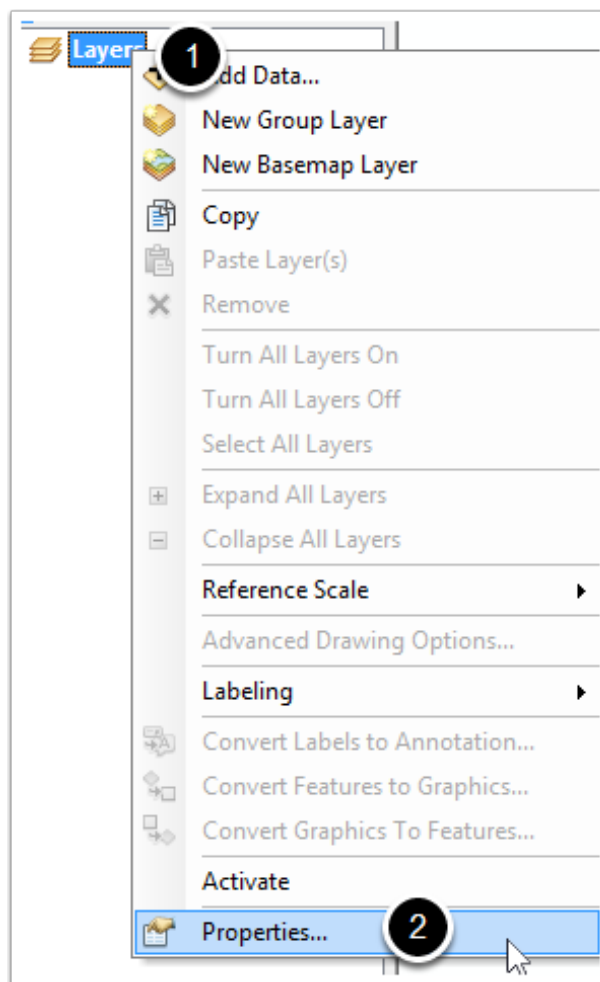 Layers
1
Add Data...
New Group Layer
New Basemap Layer
Copy
Paste Layer(s)
Remove
Turn All Layers On
Turn All Layers Off
Select All Layers
Expand All Layers
Collapse All Layers
Reference Scale
Advanced Drawing Options...
Labeling
Convert Labels to Annotation...
Convert Features to Graphics...
Convert Graphics To Features...
Activate
Properties... 2